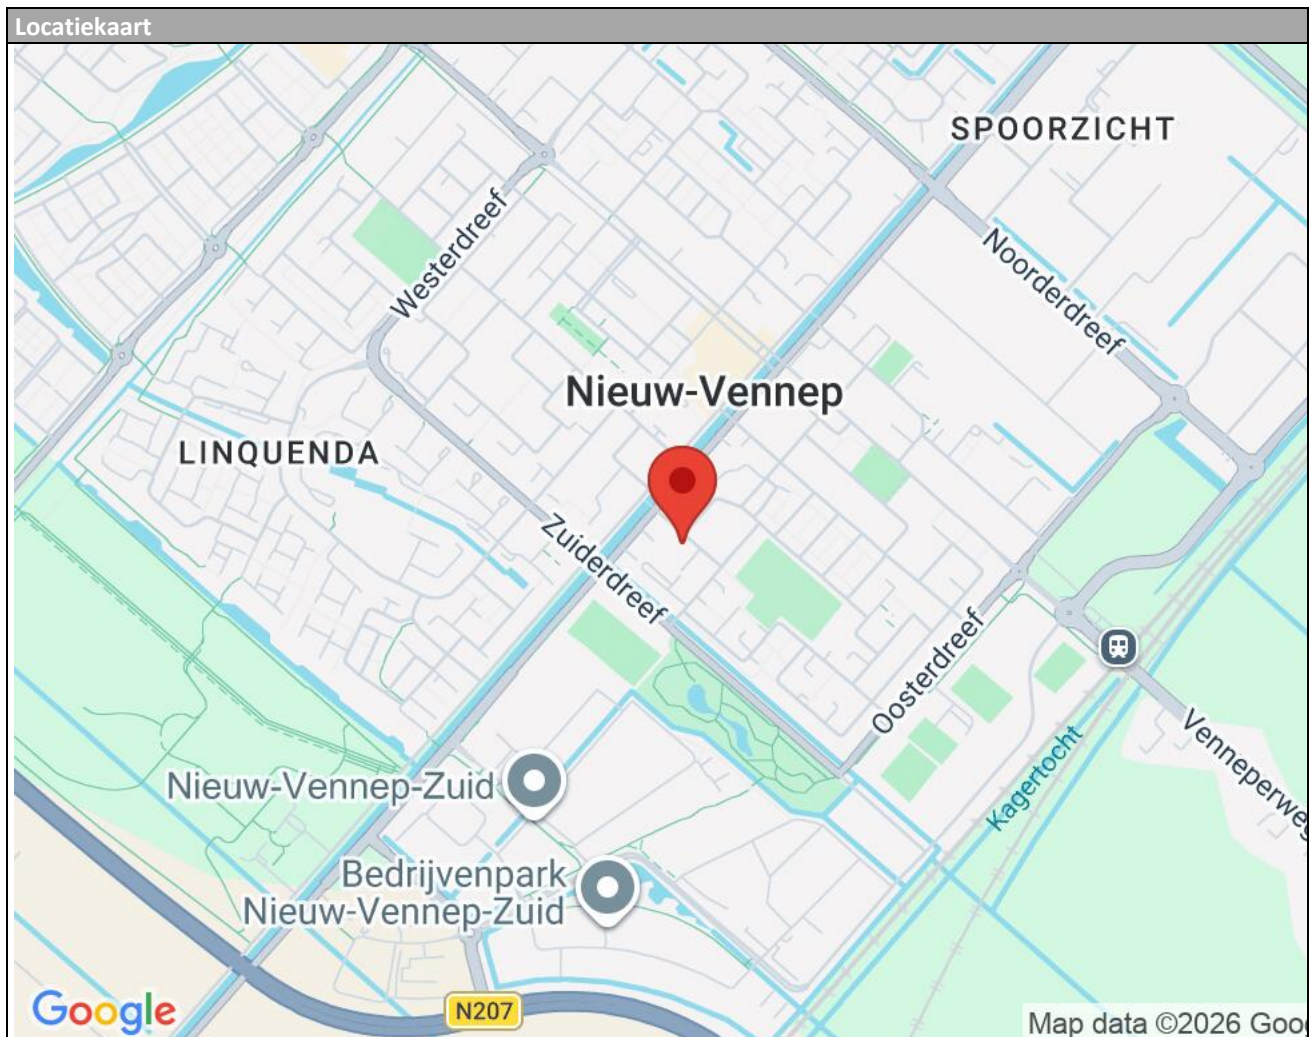 Locatiekaart
SPOORZICHT
Westerdreef
Noorderdreef
Nieuw-Vennep
LINQUENDA
Zuiderdreef
Oosterdreef
Venneperweg
Kagertocht
Nieuw-Vennep-Zuid
Bedrijvenpark
Nieuw-Vennep-Zuid
N207
Google
Map data ©2026 Goo